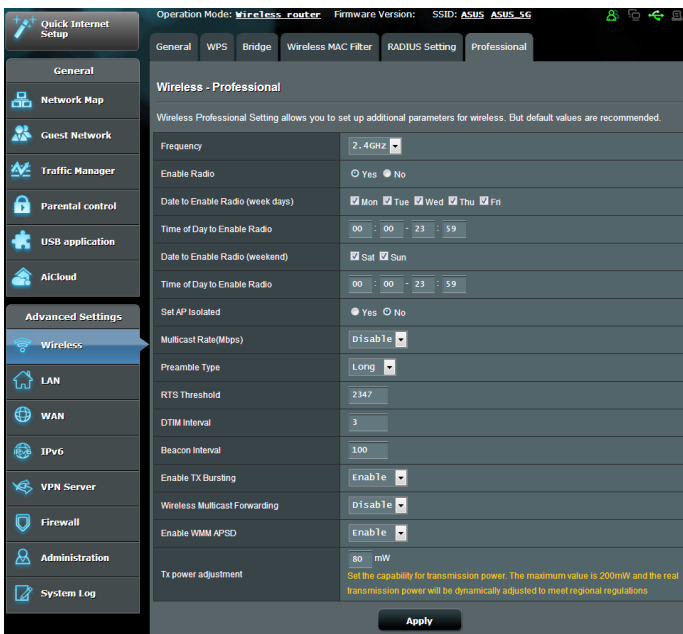 Quick Internet
Setup
Operation Mode: Wireless router Firmware Version: SSID: ASUS ASUS_5G
General WPS Bridge Wireless MAC Filter RADIUS Setting Professional
General
Network Map
Guest Network
Traffic Manager
Parental control
USB application
AiCloud
Advanced Settings
Wireless
LAN
WAN
IPv6
VPN Server
Firewall
Administration
System Log
Wireless - Professional
Wireless Professional Setting allows you to set up additional parameters for wireless. But default values are recommended.
Frequency 2.4GHz
Enable Radio Yes No
Date to Enable Radio (week days) Mon Tue Wed Thu Fri
Time of Day to Enable Radio 00 : 00 - 23 : 59
Date to Enable Radio (weekend) Sat Sun
Time of Day to Enable Radio 00 : 00 - 23 : 59
Set AP Isolated Yes No
Multicast Rate(Mbps) Disable
Preamble Type Long
RTS Threshold 2347
DTIM Interval 3
Beacon Interval 100
Enable TX Bursting Enable
Wireless Multicast Forwarding Disable
Enable WMM APSD Enable
Tx power adjustment 80 mW
Set the capability for transmission power. The maximum value is 200mW and the real
transmission power will be dynamically adjusted to meet regional regulations
Apply